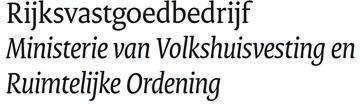 Rijksvastgoedbedrijf
Ministerie van Volkshuisvesting en
Ruimtelijke Ordening